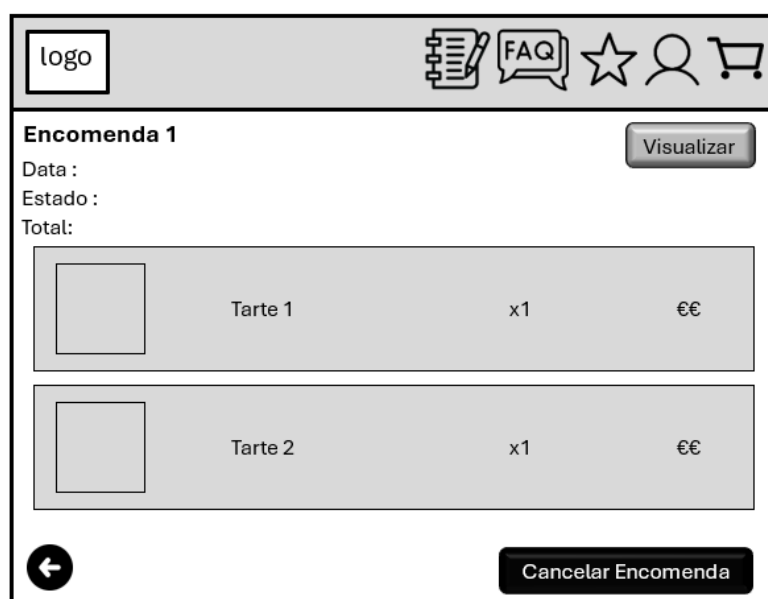 logo
FAQ
Encomenda 1
Visualizar
Data :
Estado :
Total:
Tarte 1 x1 €€
Tarte 2 x1 €€
Cancelar Encomenda